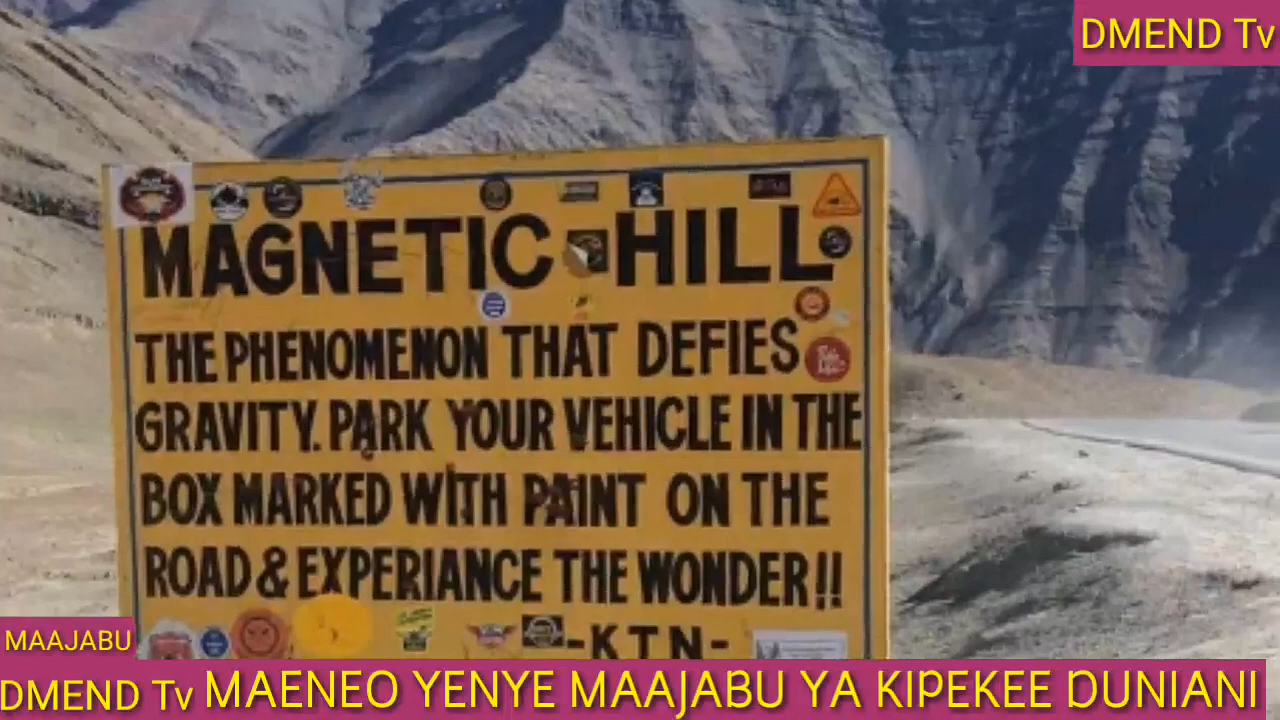 DMEND Tv
MAGNETIC HILL
THE PHENOMENON THAT DEFIES
GRAVITY. PARK YOUR VEHICLE IN THE
BOX MARKED WITH PAINT ON THE
ROAD & EXPERIANCE THE WONDER!!
-KTN-
MAAJABU
DMEND Tv MAENEO YENYE MAAJABU YA KIPEKEE DUNIANI